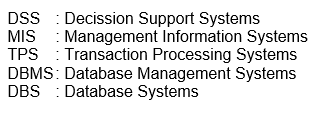 DSS : Decission Support Systems
MIS : Management Information Systems
TPS : Transaction Processing Systems
DBMS : Database Management Systems
DBS : Database Systems